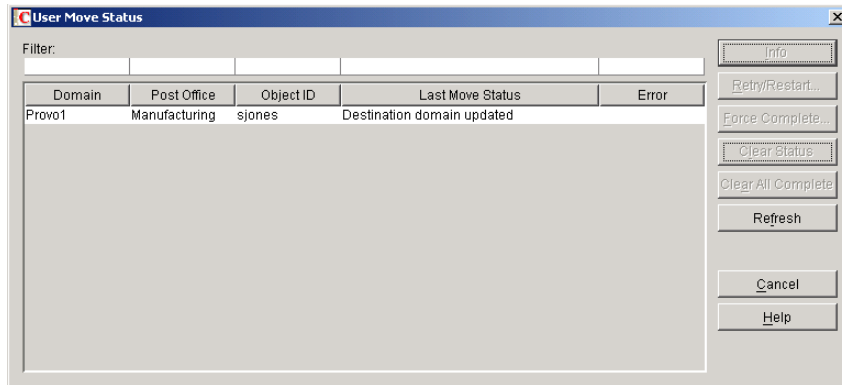 User Move Status
Filter:
Domain Post Office Object ID Last Move Status Error
Provo1 Manufacturing sjones Destination domain updated
Info
Retry/Restart...
Force Complete...
Clear Status
Clear All Complete
Refresh
Cancel
Help